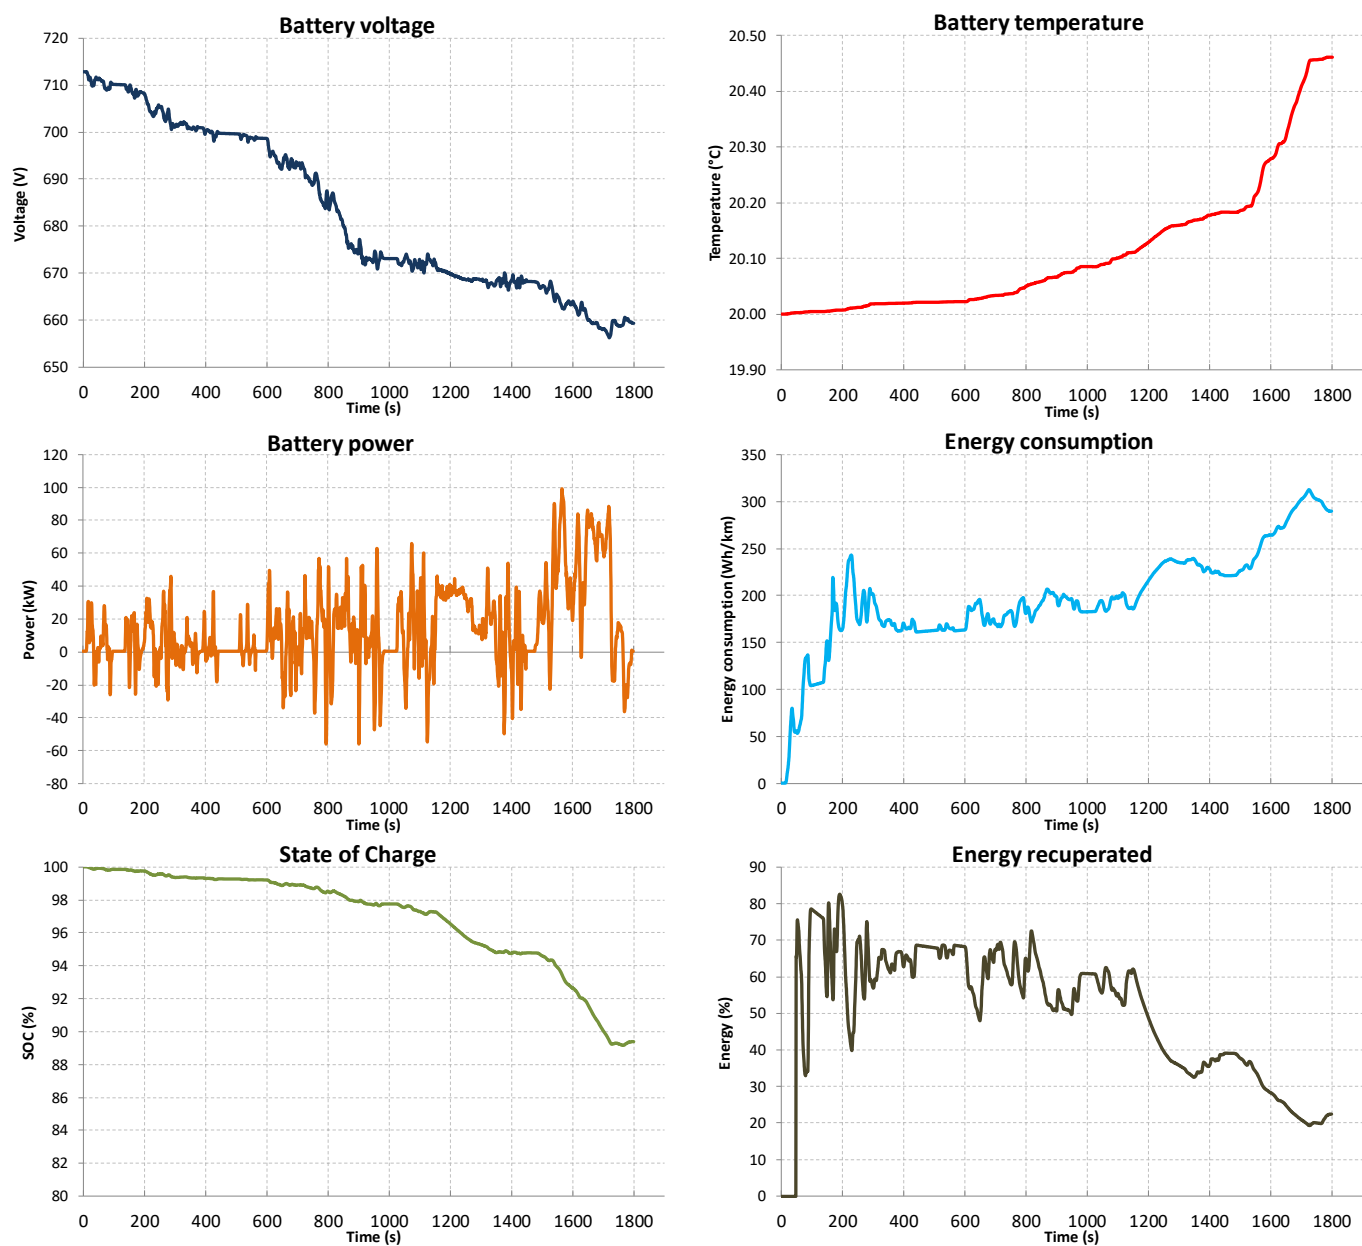 Battery voltage
720
710
700
690
680
670
660
650
Voltage (V)
0 200 400 600 800 1000 1200 1400 1600 1800
Time (s)
Battery temperature
20.50
20.40
20.30
20.20
20.10
20.00
19.90
Temperature (°C)
0 200 400 600 800 1000 1200 1400 1600 1800
Time (s)
Battery power
120
100
80
60
40
20
0
-20
-40
-60
-80
Power (kW)
0 200 400 600 800 1000 1200 1400 1600 1800
Time (s)
Energy consumption
350
300
250
200
150
100
50
0
Energy consumption (Wh/km)
0 200 400 600 800 1000 1200 1400 1600 1800
Time (s)
State of Charge
100
98
96
94
92
90
88
86
84
82
80
SOC (%)
0 200 400 600 800 1000 1200 1400 1600 1800
Time (s)
Energy recuperated
90
80
70
60
50
40
30
20
10
0
Energy (%)
0 200 400 600 800 1000 1200 1400 1600 1800
Time (s)